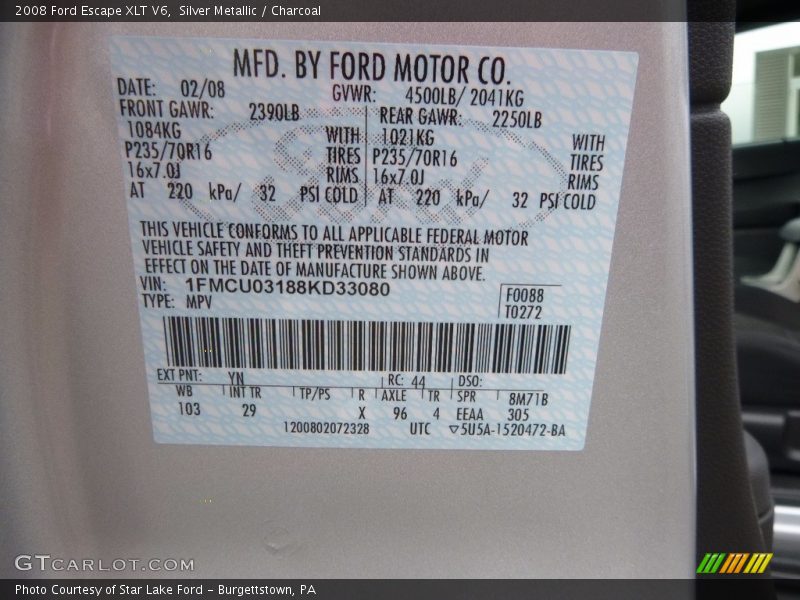 2008 Ford Escape XLT V6,  Silver Metallic / Charcoal
MFD. BY FORD MOTOR CO.
DATE: 02/08 GVWR: 4500LB/ 2041KG
FRONT GAWR: 2390LB REAR GAWR: 2250LB
1084KG WITH 1021KG WITH
P235/70R16 TIRES P235/70R16 TIRES
16x7.0J RIMS 16x7.0J RIMS
AT 220 kPa/ 32 PSI COLD AT 220 kPa/ 32 PSI COLD
THIS VEHICLE CONFORMS TO ALL APPLICABLE FEDERAL MOTOR
VEHICLE SAFETY AND THEFT PREVENTION STANDARDS IN
EFFECT ON THE DATE OF MANUFACTURE SHOWN ABOVE.
VIN: 1FMCU03188KD33080
F0088
TYPE: MPV
T0272
EXT PNT: YN RC: 44 DSO:
WB INT TR TP/PS R AXLE TR SPR 8M71B
103 29 X 96 4 EEAA 305
1200802072328 UTC ▽5U5A-1520472-BA
GTCARLOT.COM
Photo Courtesy of Star Lake Ford – Burgettstown, PA